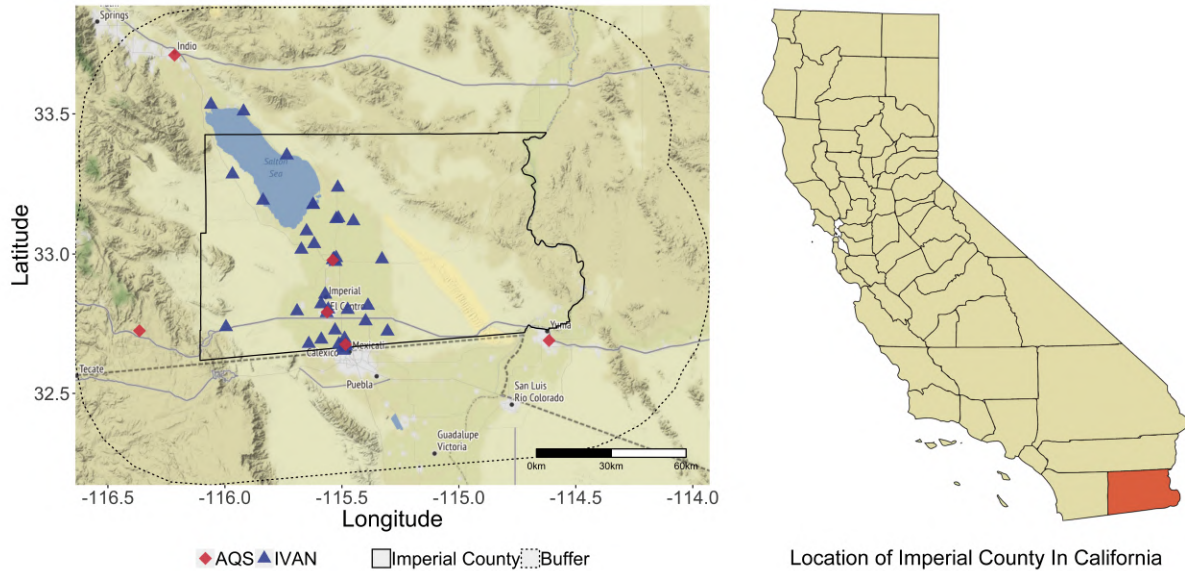 Springs
Indio
33.5
Salton
Sea
33.0
Latitude
Imperial
El Centro
Yuma
Calexico
Mexicali
Tecate
Puebla
32.5
San Luis
Rio Colorado
Guadalupe
Victoria
0km 30km 60km
-116.5 -116.0 -115.5 -115.0 -114.5 -114.0
Longitude
AQS IVAN Imperial County Buffer
Location of Imperial County In California